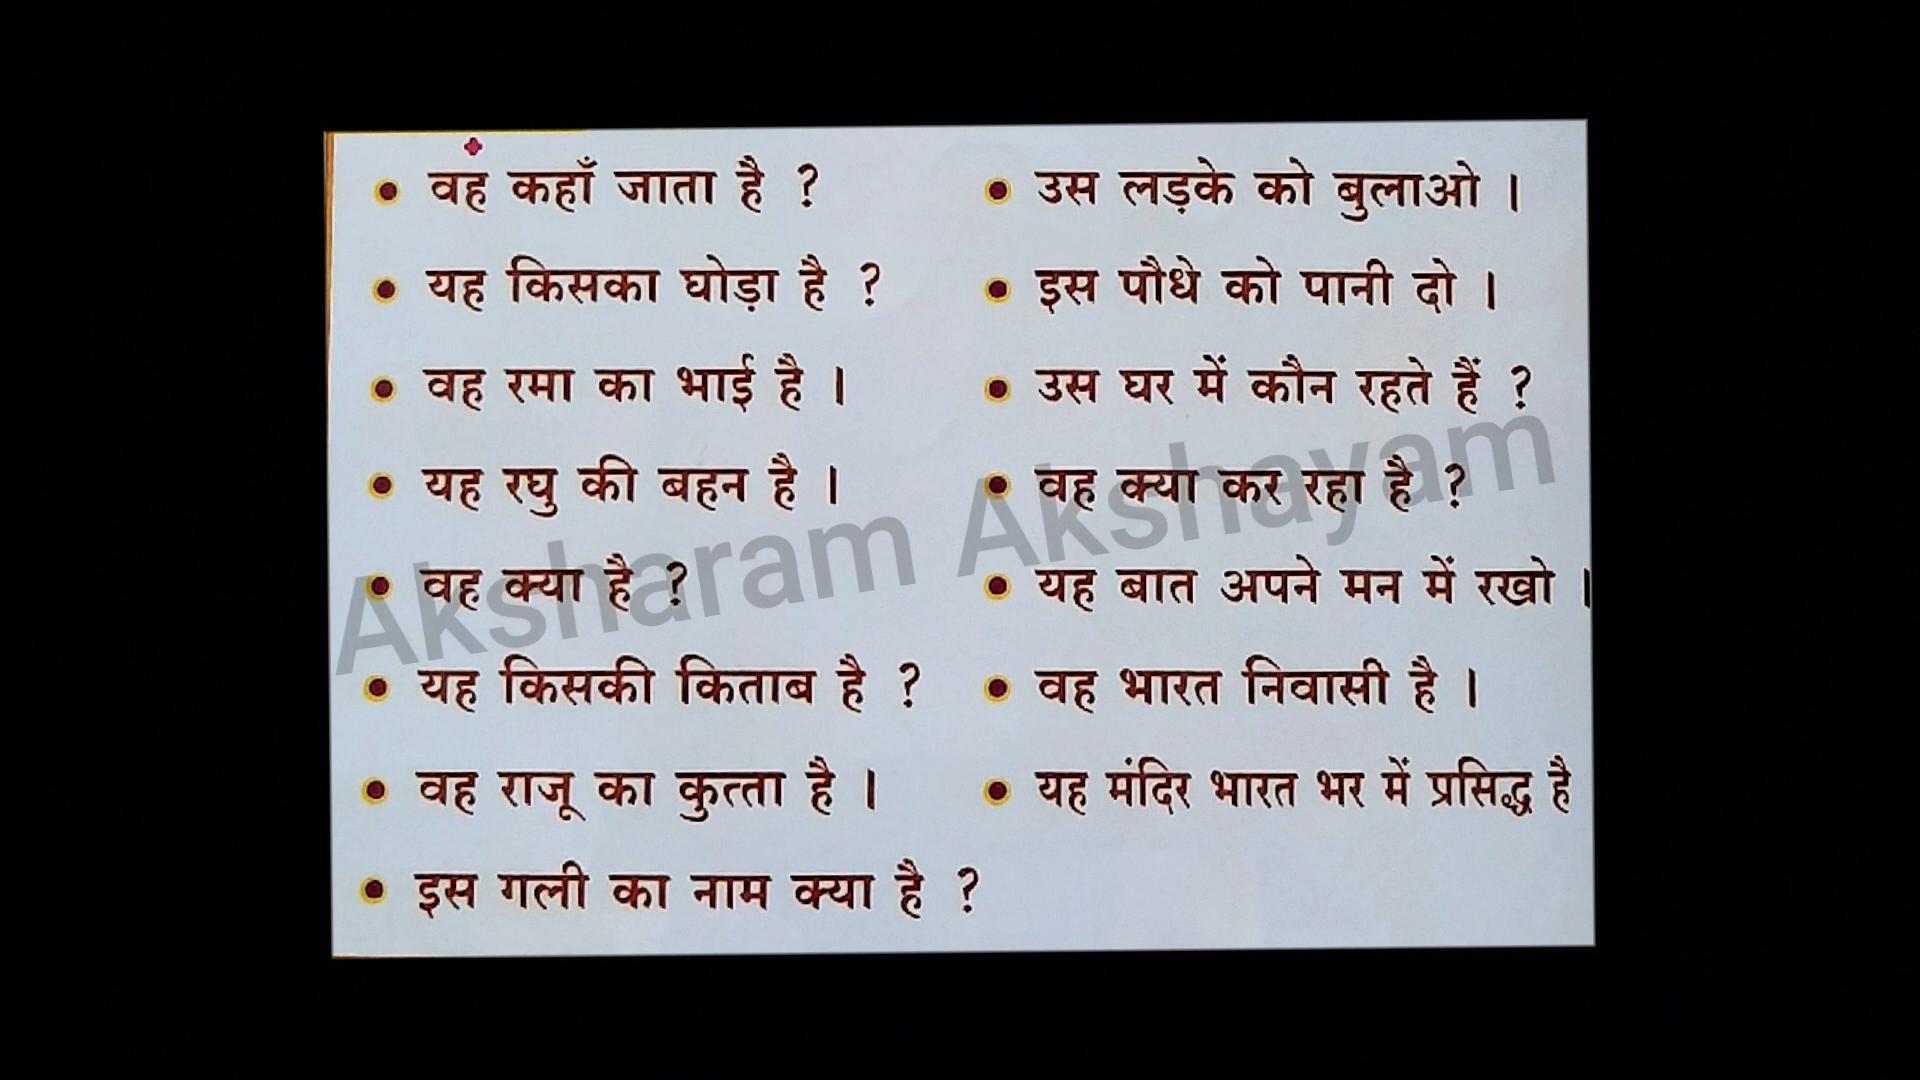 • वह कहाँ जाता है ?
• यह किसका घोड़ा है ?
• वह रमा का भाई है ।
• यह रघु की बहन है ।
• वह क्या है ?
• यह किसकी किताब है ?
• वह राजू का कुत्ता है ।
• इस गली का नाम क्या है ?
• उस लड़के को बुलाओ ।
• इस पौधे को पानी दो ।
• उस घर में कौन रहते हैं ?
• वह क्या कर रहा है ?
• यह बात अपने मन में रखो ।
• वह भारत निवासी है ।
• यह मंदिर भारत भर में प्रसिद्ध है
Aksharam Akshayam